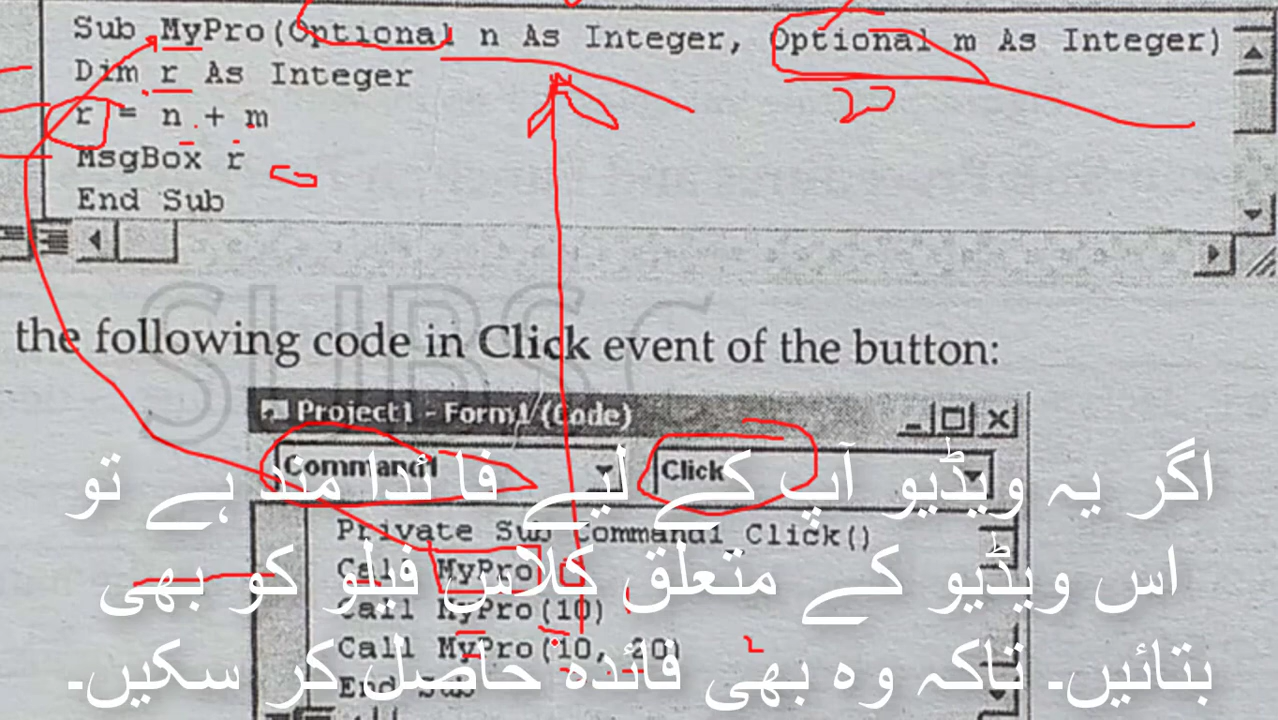 Sub MyPro(Optional n As Integer, Optional m As Integer)
Dim r As Integer
r = n + m
MsgBox r
End Sub
SUBSC
the following code in Click event of the button:
Project1 - Form1 (Code)
Command1 Click
Private Sub Command1_Click()
Call MyPro
Call MyPro(10)
Call MyPro(10, 20)
End Sub
اگر یہ ویڈیو آپ کے لیے فائدا مند ہے تو
اس ویڈیو کے متعلق کلاس فیلو کو بھی
بتائیں۔ تاکہ وہ بھی فائدہ حاصل کر سکیں۔